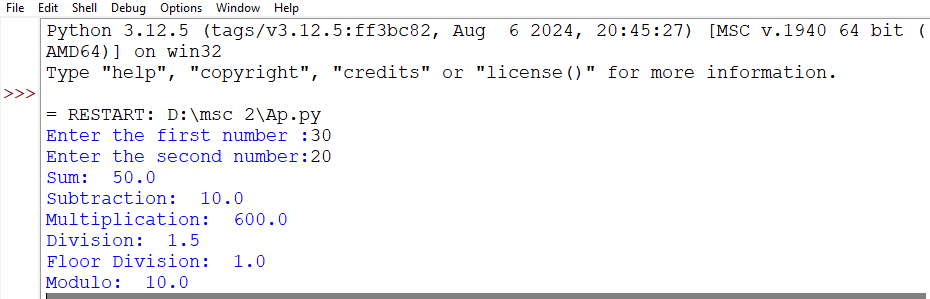 File Edit Shell Debug Options Window Help
Python 3.12.5 (tags/v3.12.5:ff3bc82, Aug  6 2024, 20:45:27) [MSC v.1940 64 bit (
AMD64)] on win32
Type "help", "copyright", "credits" or "license()" for more information.
>>>
= RESTART: D:\msc 2\Ap.py
Enter the first number :30
Enter the second number:20
Sum:  50.0
Subtraction:  10.0
Multiplication:  600.0
Division:  1.5
Floor Division:  1.0
Modulo:  10.0